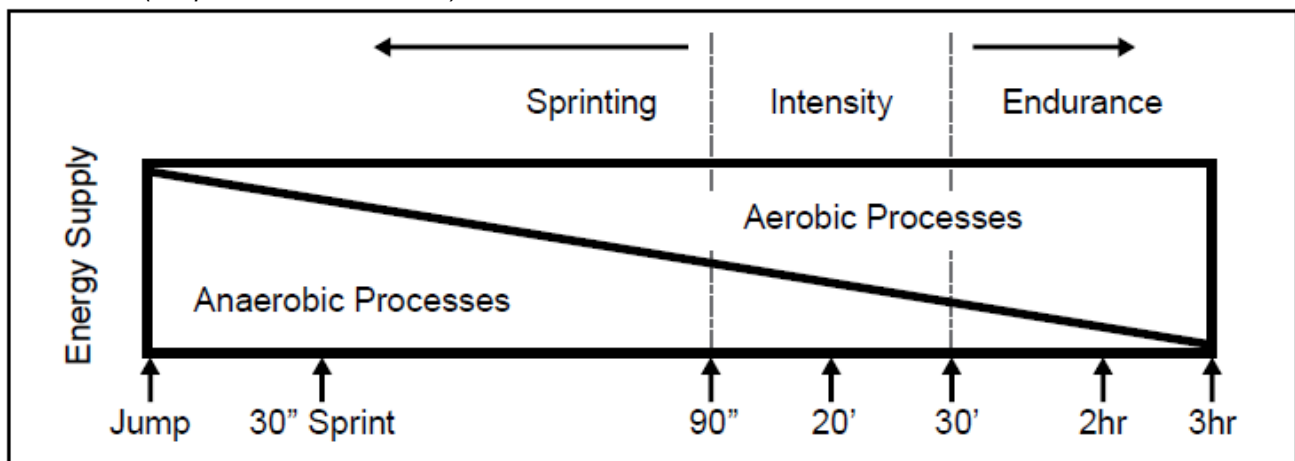 Sprinting Intensity Endurance
Energy Supply
Aerobic Processes
Anaerobic Processes
Jump 30” Sprint 90” 20’ 30’ 2hr 3hr